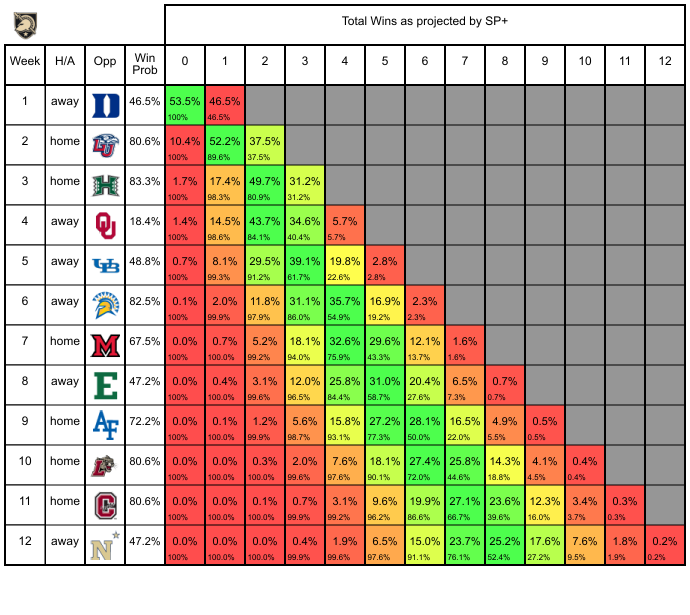 Total Wins as projected by SP+
Week H/A Opp Win Prob 0 1 2 3 4 5 6 7 8 9 10 11 12
1 away D 46.5% 53.5% 46.5%
100% 46.5%
2 home LU 80.6% 10.4% 52.2% 37.5%
100% 89.6% 37.5%
3 home H 83.3% 1.7% 17.4% 49.7% 31.2%
100% 98.3% 80.9% 31.2%
4 away OU 18.4% 1.4% 14.5% 43.7% 34.6% 5.7%
100% 98.6% 84.1% 40.4% 5.7%
5 away UB 48.8% 0.7% 8.1% 29.5% 39.1% 19.8% 2.8%
100% 99.3% 91.2% 61.7% 22.6% 2.8%
6 away 82.5% 0.1% 2.0% 11.8% 31.1% 35.7% 16.9% 2.3%
100% 99.9% 97.9% 86.0% 54.9% 19.2% 2.3%
7 home M 67.5% 0.0% 0.7% 5.2% 18.1% 32.6% 29.6% 12.1% 1.6%
100% 100.0% 99.2% 94.0% 75.9% 43.3% 13.7% 1.6%
8 away E 47.2% 0.0% 0.4% 3.1% 12.0% 25.8% 31.0% 20.4% 6.5% 0.7%
100% 100.0% 99.6% 96.5% 84.4% 58.7% 27.6% 7.3% 0.7%
9 home AF 72.2% 0.0% 0.1% 1.2% 5.6% 15.8% 27.2% 28.1% 16.5% 4.9% 0.5%
100% 100.0% 99.9% 98.7% 93.1% 77.3% 50.0% 22.0% 5.5% 0.5%
10 home L 80.6% 0.0% 0.0% 0.3% 2.0% 7.6% 18.1% 27.4% 25.8% 14.3% 4.1% 0.4%
100% 100.0% 100.0% 99.6% 97.6% 90.1% 72.0% 44.6% 18.8% 4.5% 0.4%
11 home C 80.6% 0.0% 0.0% 0.1% 0.7% 3.1% 9.6% 19.9% 27.1% 23.6% 12.3% 3.4% 0.3%
100% 100.0% 100.0% 99.9% 99.2% 96.2% 86.6% 66.7% 39.6% 16.0% 3.7% 0.3%
12 away N 47.2% 0.0% 0.0% 0.0% 0.4% 1.9% 6.5% 15.0% 23.7% 25.2% 17.6% 7.6% 1.8% 0.2%
100% 100.0% 100.0% 99.9% 99.6% 97.6% 91.1% 76.1% 52.4% 27.2% 9.5% 1.9% 0.2%